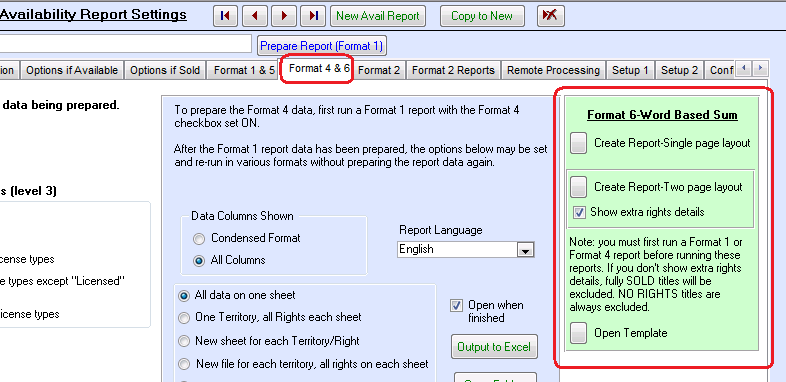 Availability Report Settings
New Avail Report
Copy to New
Prepare Report (Format 1)
tion
Options if Available
Options if Sold
Format 1 & 5
Format 4 & 6
Format 2
Format 2 Reports
Remote Processing
Setup 1
Setup 2
Conf
data being prepared.
s (level 3)
cense types
e types except "Licensed"
icense types
To prepare the Format 4 data, first run a Format 1 report with the Format 4
checkbox set ON.
After the Format 1 report data has been prepared, the options below may be set
and re-run in various formats without preparing the report data again.
Data Columns Shown
Condensed Format
All Columns
Report Language
English
All data on one sheet
One Territory, all Rights each sheet
New sheet for each Territory/Right
New file for each territory, all rights on each sheet
Open when
finished
Output to Excel
Format 6-Word Based Sum
Create Report-Single page layout
Create Report-Two page layout
Show extra rights details
Note: you must first run a Format 1 or
Format 4 report before running these
reports. If you don't show extra rights
details, fully SOLD titles will be
excluded. NO RIGHTS titles are
always excluded.
Open Template